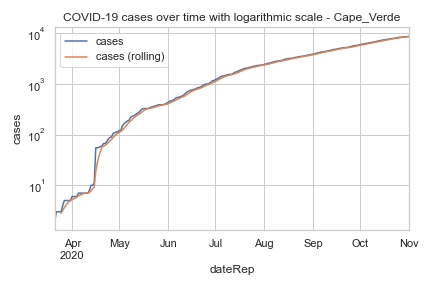 COVID-19 cases over time with logarithmic scale - Cape_Verde
cases
cases (rolling)
10⁴
10³
10²
10¹
cases
Apr May Jun Jul Aug Sep Oct Nov
2020
dateRep